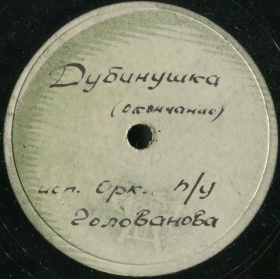 Дубинушка
(окончание)
исп. Орк. п/у
Голованова